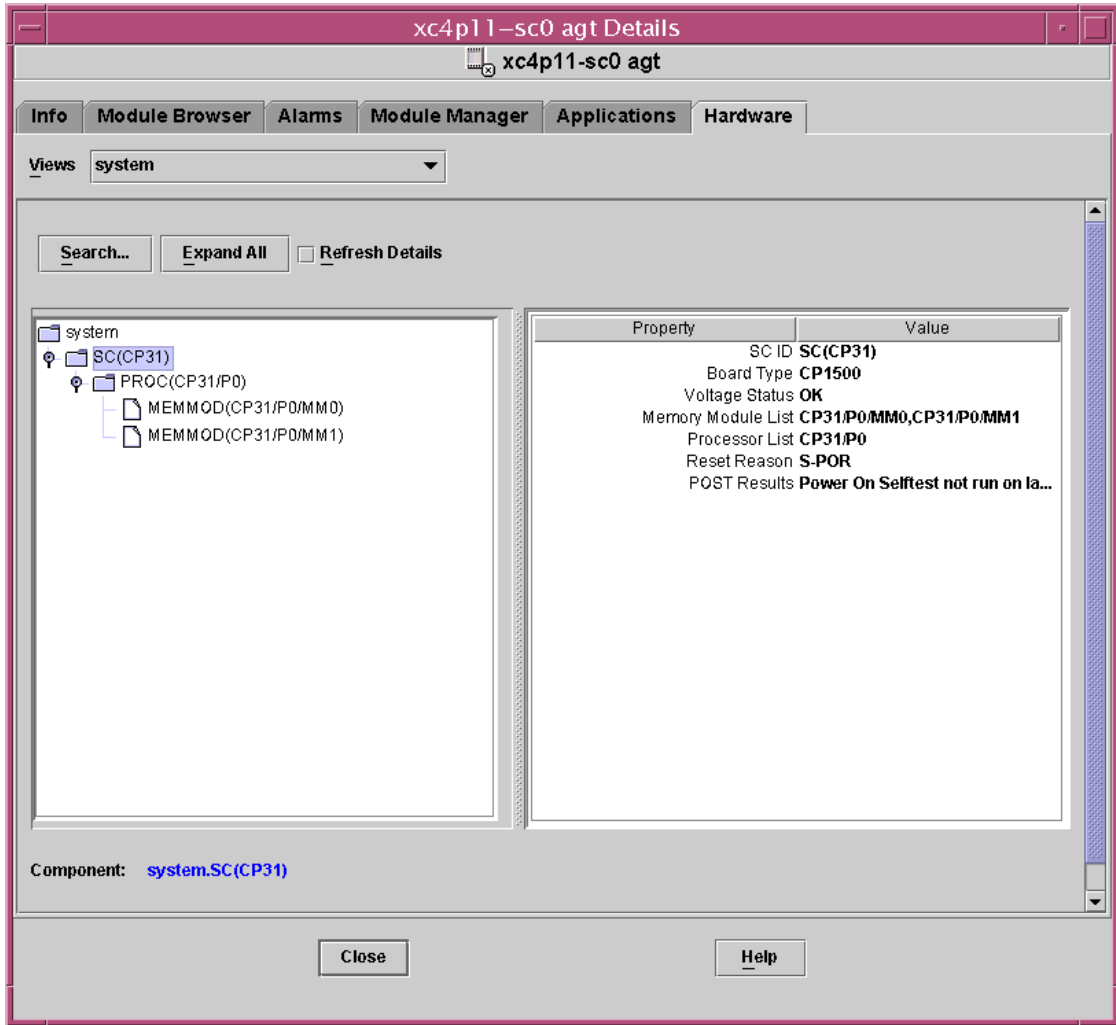 xc4p11-sc0 agt Details
xc4p11-sc0 agt
Info Module Browser Alarms Module Manager Applications Hardware
Views system
Search... Expand All Refresh Details
system
SC(CP31)
PROC(CP31/P0)
MEMMOD(CP31/P0/MM0)
MEMMOD(CP31/P0/MM1)
Property Value
SC ID SC(CP31)
Board Type CP1500
Voltage Status OK
Memory Module List CP31/P0/MM0,CP31/P0/MM1
Processor List CP31/P0
Reset Reason S-POR
POST Results Power On Selftest not run on la...
Component: system.SC(CP31)
Close Help